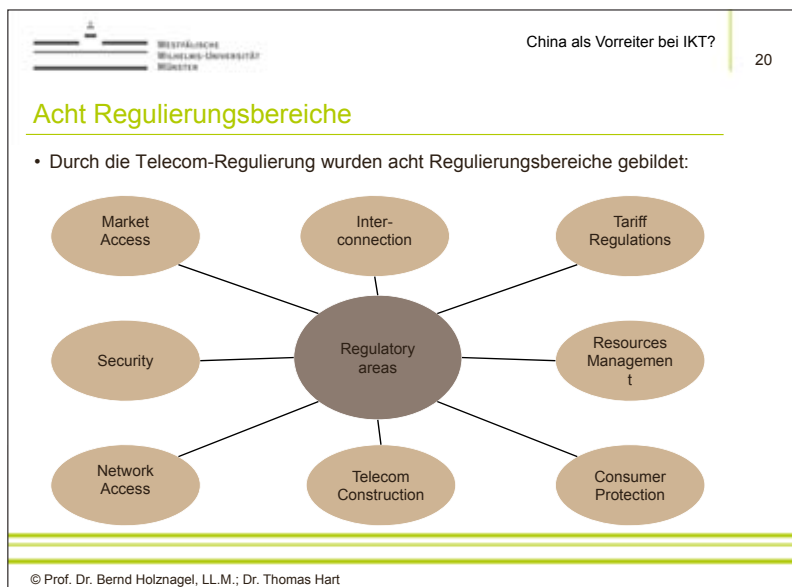 WESTFÄLISCHE
WILHELMS-UNIVERSITÄT
MÜNSTER
China als Vorreiter bei IKT?
20
Acht Regulierungsbereiche
• Durch die Telecom-Regulierung wurden acht Regulierungsbereiche gebildet:
Market
Access
Inter-
connection
Tariff
Regulations
Security
Regulatory
areas
Resources
Managemen
t
Network
Access
Telecom
Construction
Consumer
Protection
© Prof. Dr. Bernd Holznagel, LL.M.; Dr. Thomas Hart